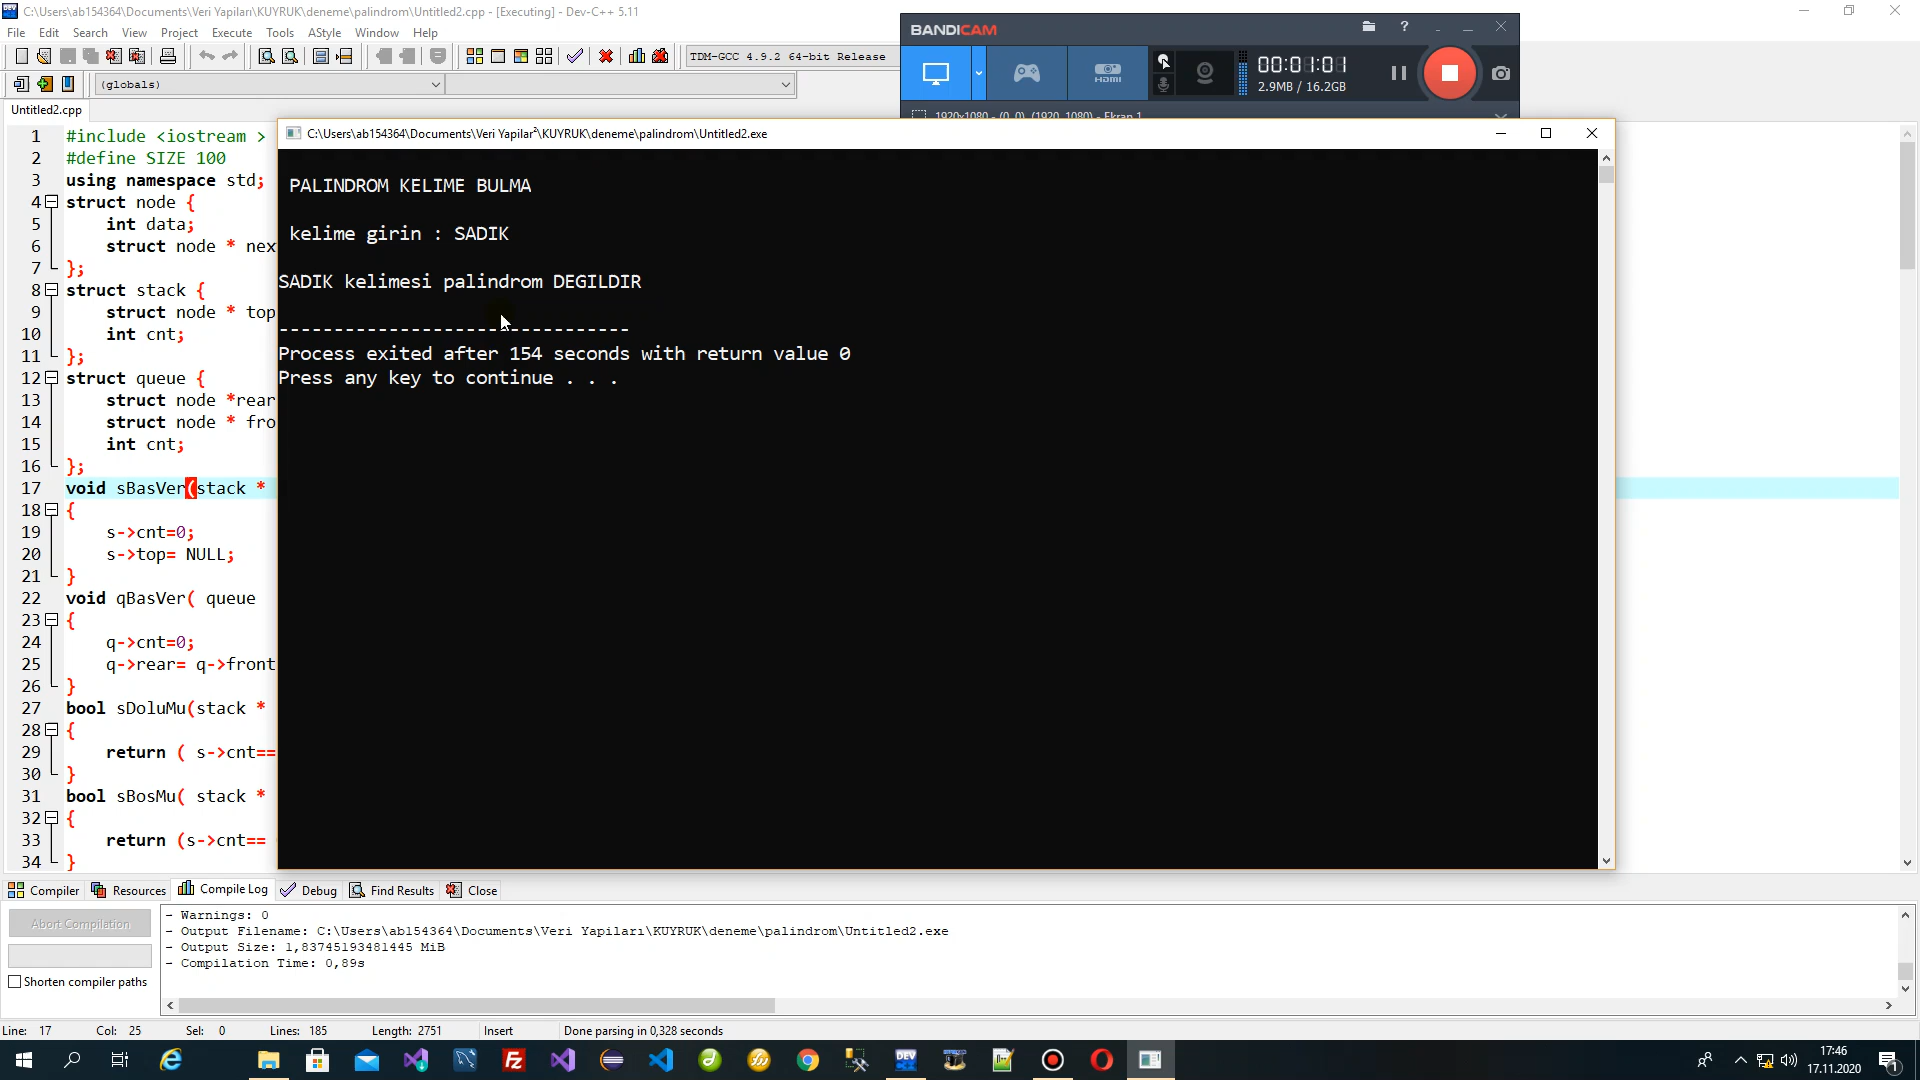 C:\Users\ab154364\Documents\Veri Yapıları\KUYRUK\deneme\palindrom\Untitled2.cpp - [Executing] - Dev-C++ 5.11
File Edit Search View Project Execute Tools AStyle Window Help
TDM-GCC 4.9.2 64-bit Release
(globals)
Untitled2.cpp
BANDICAM
00:01:01
2.9MB / 16.2GB
1920x1080 - (0, 0), (1920, 1080) - Ekran 1
1 #include <iostream >
2 #define SIZE 100
3 using namespace std;
4 struct node {
5 int data;
6 struct node * nex
7 };
8 struct stack {
9 struct node * top
10 int cnt;
11 };
12 struct queue {
13 struct node *rear
14 struct node * fro
15 int cnt;
16 };
17 void sBasVer(stack *
18 {
19 s->cnt=0;
20 s->top= NULL;
21 }
22 void qBasVer( queue
23 {
24 q->cnt=0;
25 q->rear= q->front
26 }
27 bool sDoluMu(stack *
28 {
29 return ( s->cnt==
30 }
31 bool sBosMu( stack *
32 {
33 return (s->cnt==
34 }
C:\Users\ab154364\Documents\Veri Yapilar²\KUYRUK\deneme\palindrom\Untitled2.exe
PALINDROM KELIME BULMA
kelime girin : SADIK
SADIK kelimesi palindrom DEGILDIR
--------------------------------
Process exited after 154 seconds with return value 0
Press any key to continue . . .
Compiler Resources Compile Log Debug Find Results Close
Abort Compilation
Shorten compiler paths
- Warnings: 0
- Output Filename: C:\Users\ab154364\Documents\Veri Yapıları\KUYRUK\deneme\palindrom\Untitled2.exe
- Output Size: 1,83745193481445 MiB
- Compilation Time: 0,89s
Line: 17 Col: 25 Sel: 0 Lines: 185 Length: 2751 Insert Done parsing in 0,328 seconds
17:46
17.11.2020